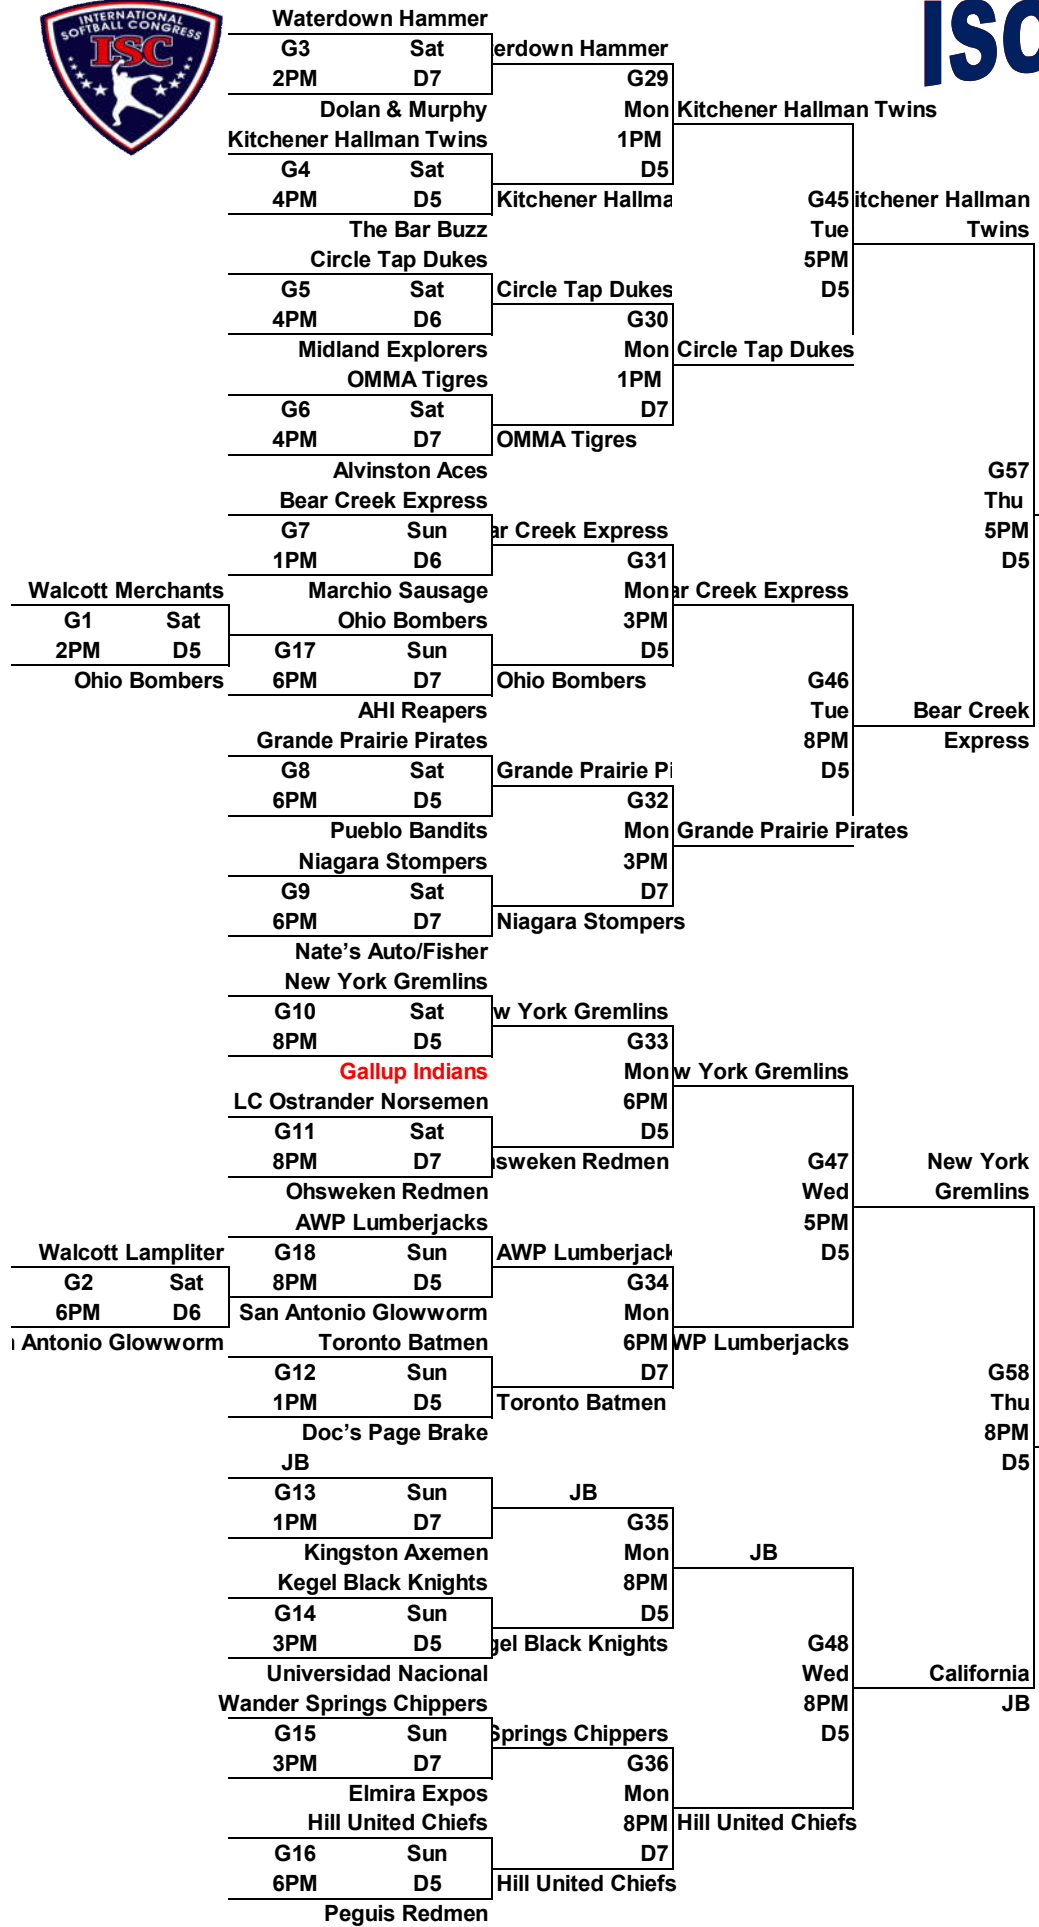 INTERNATIONAL
SOFTBALL CONGRESS
ISC
ISC
Waterdown Hammer
G3 Sat erdown Hammer
2PM D7 G29
Dolan & Murphy Mon Kitchener Hallman Twins
Kitchener Hallman Twins 1PM
G4 Sat D5
4PM D5 Kitchener Hallma G45 itchener Hallman
The Bar Buzz Tue Twins
Circle Tap Dukes 5PM
G5 Sat Circle Tap Dukes D5
4PM D6 G30
Midland Explorers Mon Circle Tap Dukes
OMMA Tigres 1PM
G6 Sat D7
4PM D7 OMMA Tigres
Alvinston Aces G57
Bear Creek Express Thu
G7 Sun ar Creek Express 5PM
1PM D6 G31 D5
Walcott Merchants Marchio Sausage Mon ar Creek Express
G1 Sat Ohio Bombers 3PM
2PM D5 G17 Sun D5
Ohio Bombers 6PM D7 Ohio Bombers G46
AHI Reapers Tue Bear Creek
Grande Prairie Pirates 8PM Express
G8 Sat Grande Prairie Pi D5
6PM D5 G32
Pueblo Bandits Mon Grande Prairie Pirates
Niagara Stompers 3PM
G9 Sat D7
6PM D7 Niagara Stompers
Nate’s Auto/Fisher
New York Gremlins
G10 Sat w York Gremlins
8PM D5 G33
Gallup Indians Mon w York Gremlins
LC Ostrander Norsemen 6PM
G11 Sat D5
8PM D7 sweken Redmen G47 New York
Ohsweken Redmen Wed Gremlins
AWP Lumberjacks 5PM
Walcott Lampliter G18 Sun AWP Lumberjack D5
G2 Sat 8PM D5 G34
6PM D6 San Antonio Glowworm Mon
Antonio Glowworm Toronto Batmen 6PM WP Lumberjacks
G12 Sun D7 G58
1PM D5 Toronto Batmen Thu
Doc’s Page Brake 8PM
JB D5
G13 Sun JB
1PM D7 G35
Kingston Axemen Mon JB
Kegel Black Knights 8PM
G14 Sun D5
3PM D5 gel Black Knights G48
Universidad Nacional Wed California
Wander Springs Chippers 8PM JB
G15 Sun Springs Chippers D5
3PM D7 G36
Elmira Expos Mon
Hill United Chiefs 8PM Hill United Chiefs
G16 Sun D7
6PM D5 Hill United Chiefs
Peguis Redmen